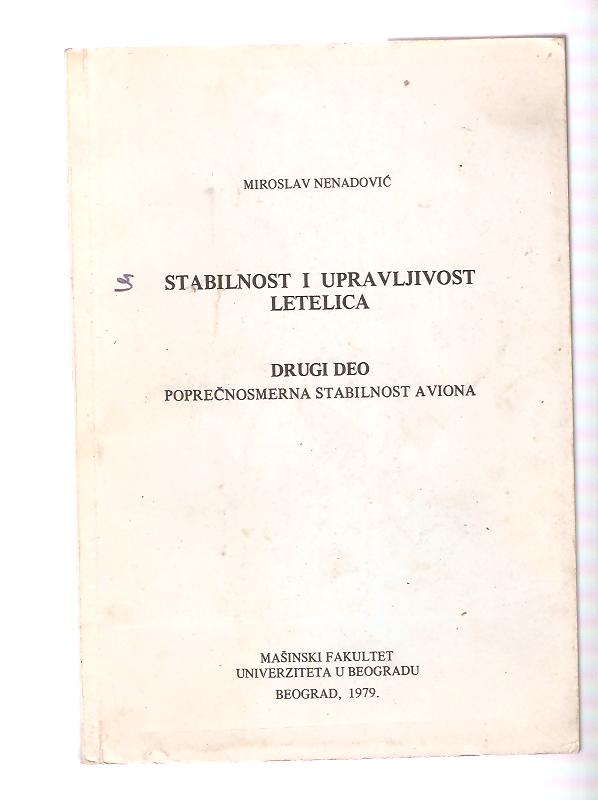 MIROSLAV NENADOVIĆ
STABILNOST I UPRAVLJIVOST
LETELICA
DRUGI DEO
POPREČNOSMERNA STABILNOST AVIONA
MAŠINSKI FAKULTET
UNIVERZITETA U BEOGRADU
BEOGRAD, 1979.